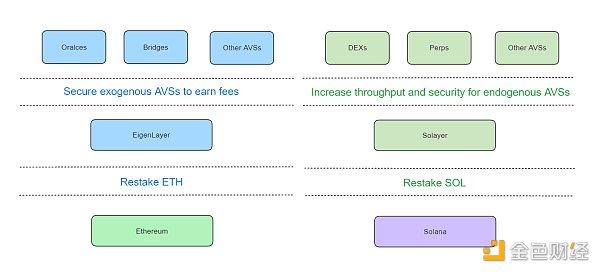 Oralces
Bridges
Other AVSs
DEXs
Perps
Other AVSs
Secure exogenous AVSs to earn fees
Increase throughput and security for endogenous AVSs
EigenLayer
Solayer
Restake ETH
Restake SOL
Ethereum
Solana
金色财经